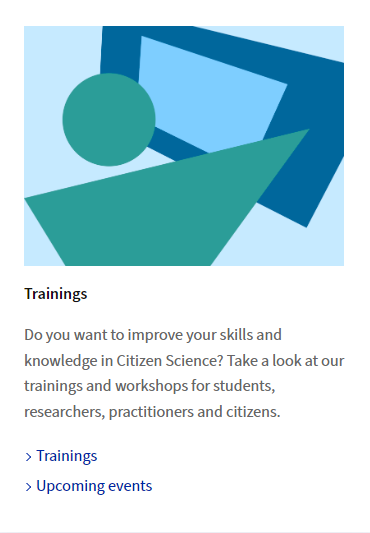 Trainings
Do you want to improve your skills and
knowledge in Citizen Science? Take a look at our
trainings and workshops for students,
researchers, practitioners and citizens.
> Trainings
> Upcoming events